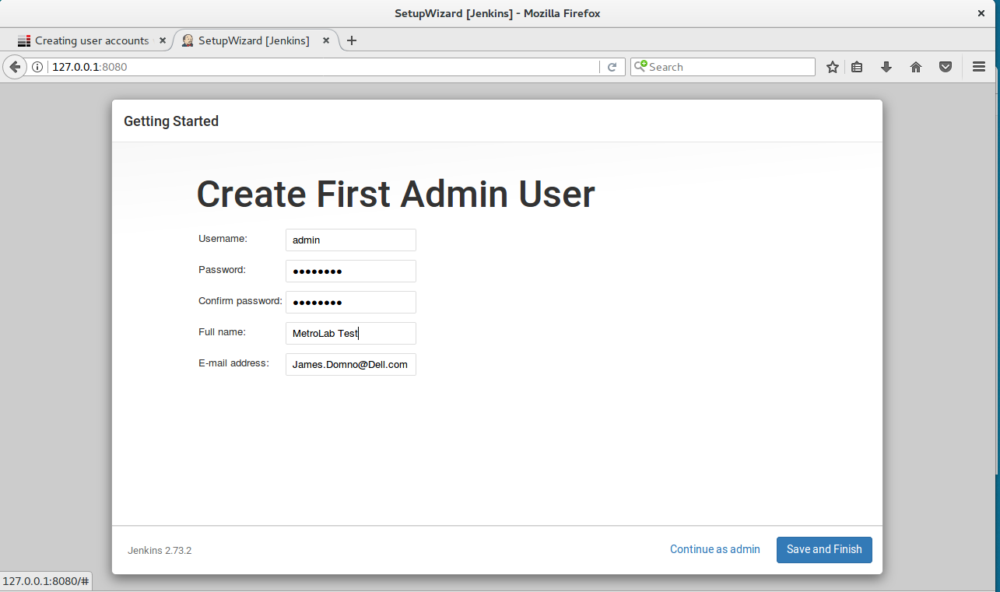 SetupWizard [Jenkins] - Mozilla Firefox
Creating user accounts
SetupWizard [Jenkins]
127.0.0.1:8080
Search
Getting Started
Create First Admin User
Username: admin
Password: ●●●●●●●●
Confirm password: ●●●●●●●●
Full name: MetroLab Test
E-mail address: James.Domno@Dell.com
Jenkins 2.73.2
Continue as admin
Save and Finish
127.0.0.1:8080/#